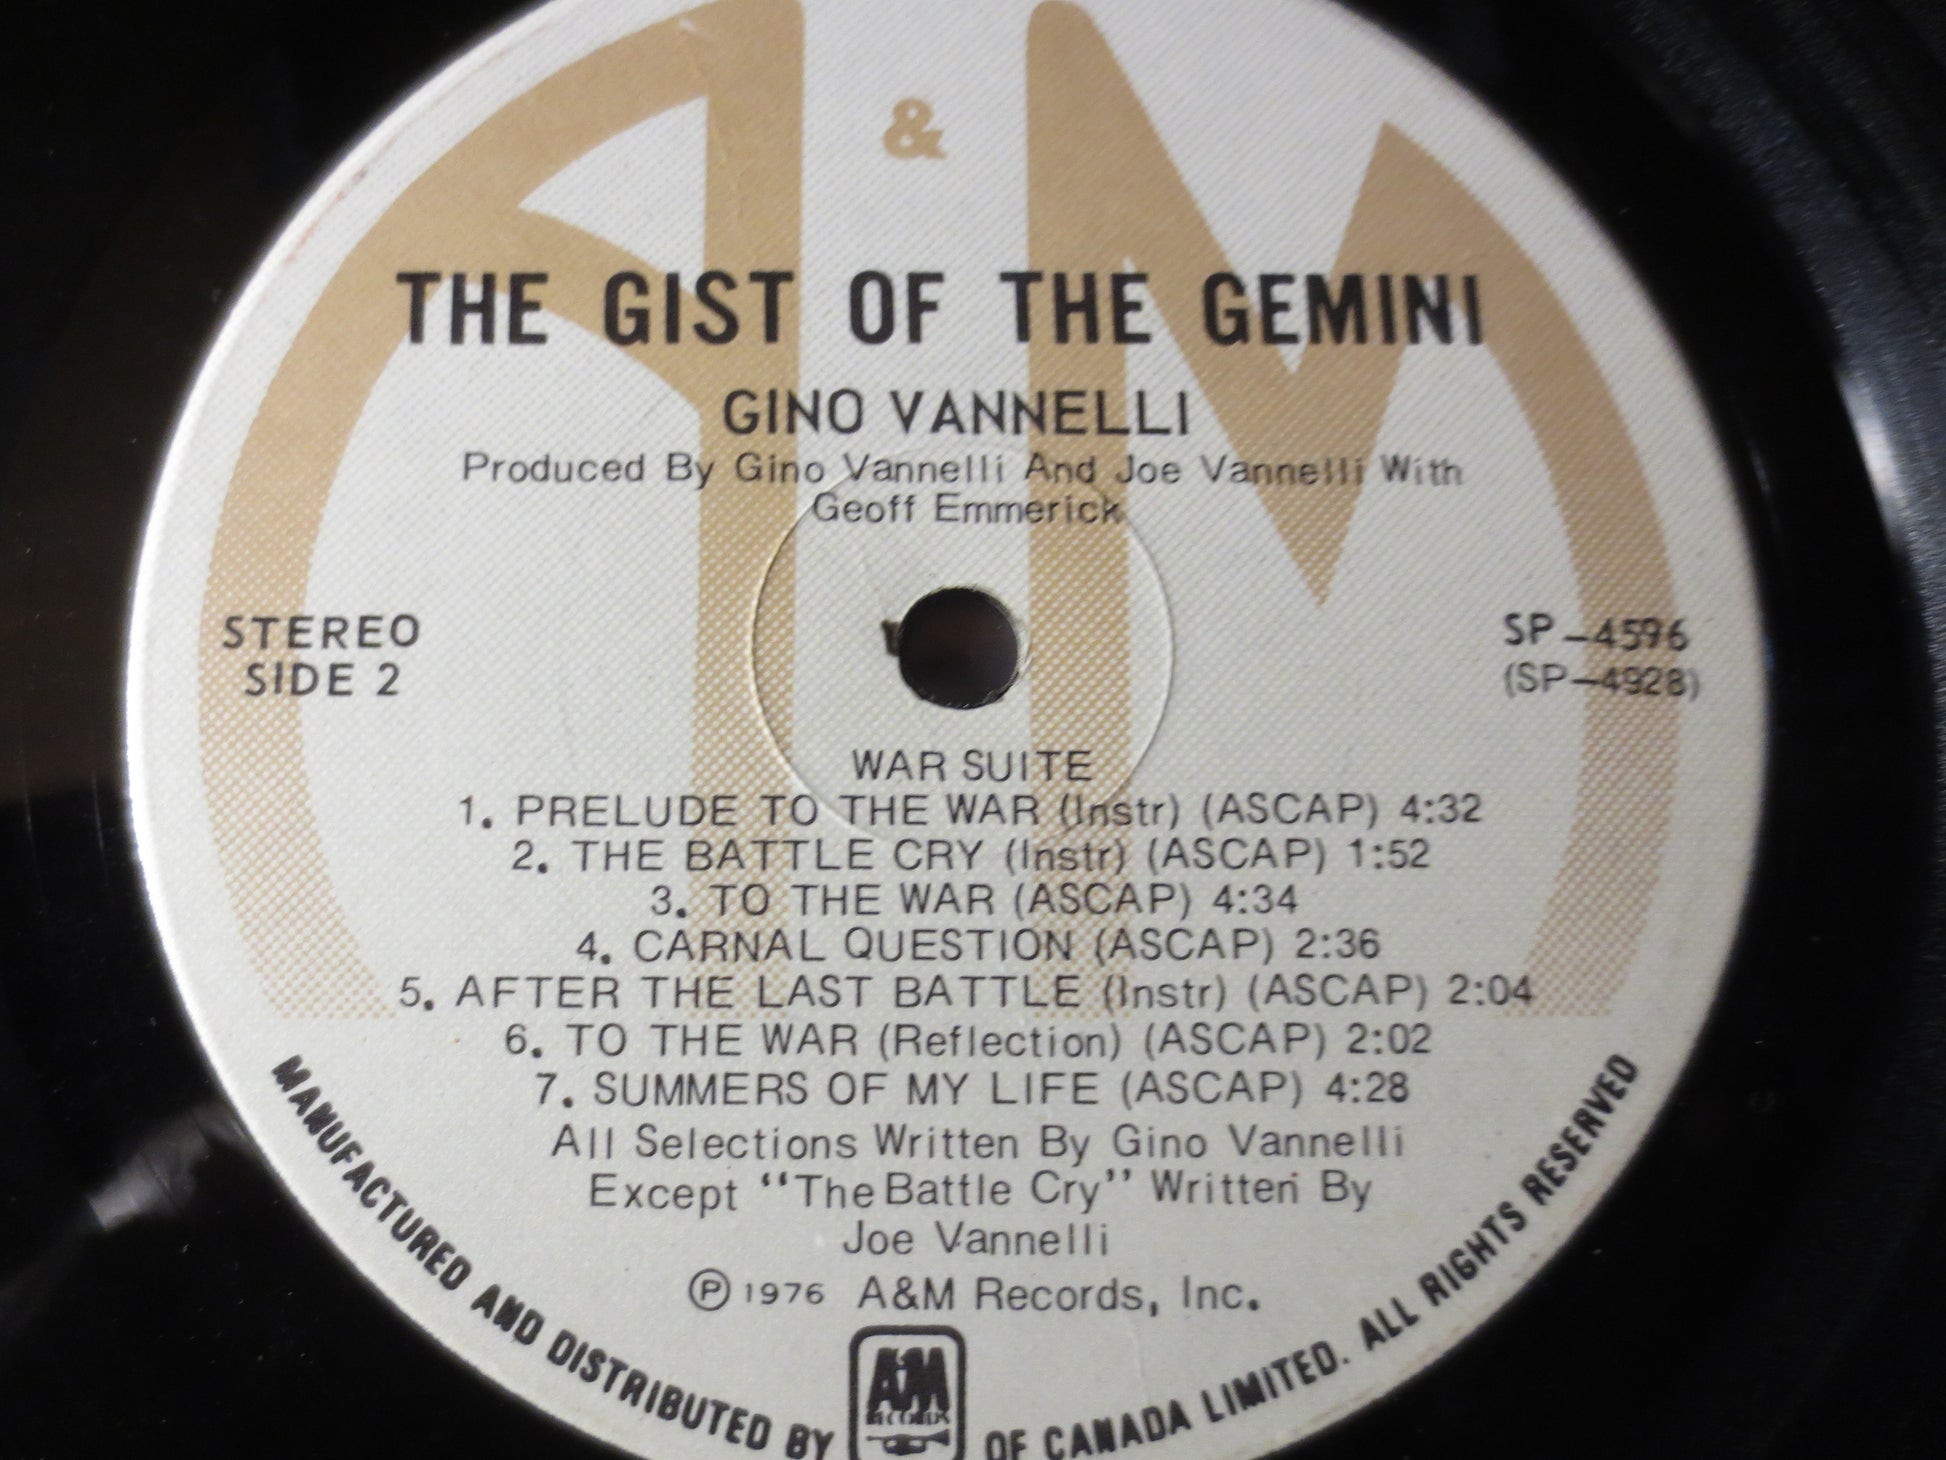 A & M
THE GIST OF THE GEMINI
GINO VANNELLI
Produced By Gino Vannelli And Joe Vannelli With
Geoff Emmerick
STEREO
SIDE 2
SP-4596
(SP-4928)
WAR SUITE
1. PRELUDE TO THE WAR (Instr) (ASCAP) 4:32
2. THE BATTLE CRY (Instr) (ASCAP) 1:52
3. TO THE WAR (ASCAP) 4:34
4. CARNAL QUESTION (ASCAP) 2:36
5. AFTER THE LAST BATTLE (Instr) (ASCAP) 2:04
6. TO THE WAR (Reflection) (ASCAP) 2:02
7. SUMMERS OF MY LIFE (ASCAP) 4:28
All Selections Written By Gino Vannelli
Except “The Battle Cry” Written By
Joe Vannelli
℗ 1976 A&M Records, Inc.
MANUFACTURED AND DISTRIBUTED BY A&M RECORDS OF CANADA LIMITED. ALL RIGHTS RESERVED